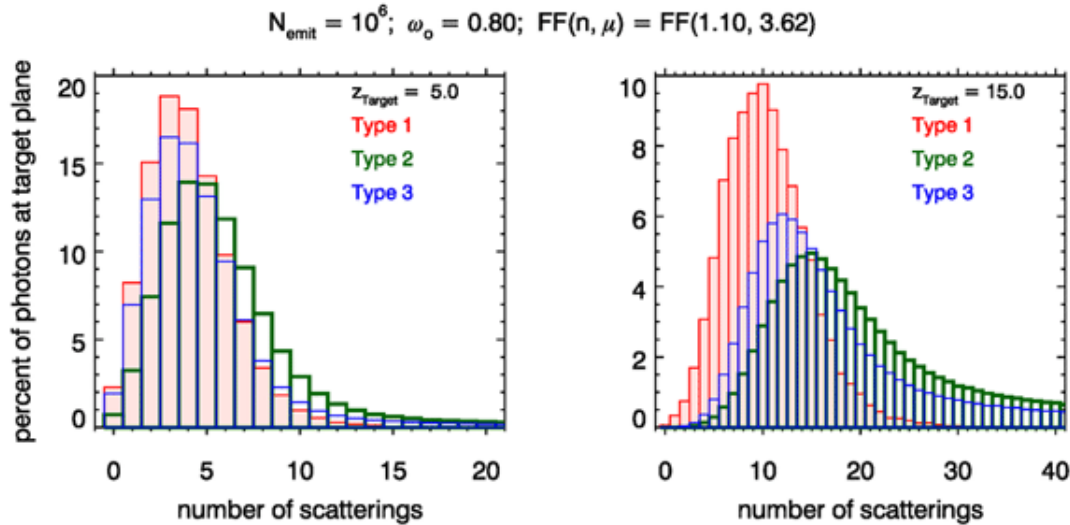 N_emit = 10^6; ω_o = 0.80; FF(n, μ) = FF(1.10, 3.62)
percent of photons at target plane
20
15
10
5
0
z_Target = 5.0
Type 1
Type 2
Type 3
0 5 10 15 20
number of scatterings
10
8
6
4
2
0
z_Target = 15.0
Type 1
Type 2
Type 3
0 10 20 30 40
number of scatterings